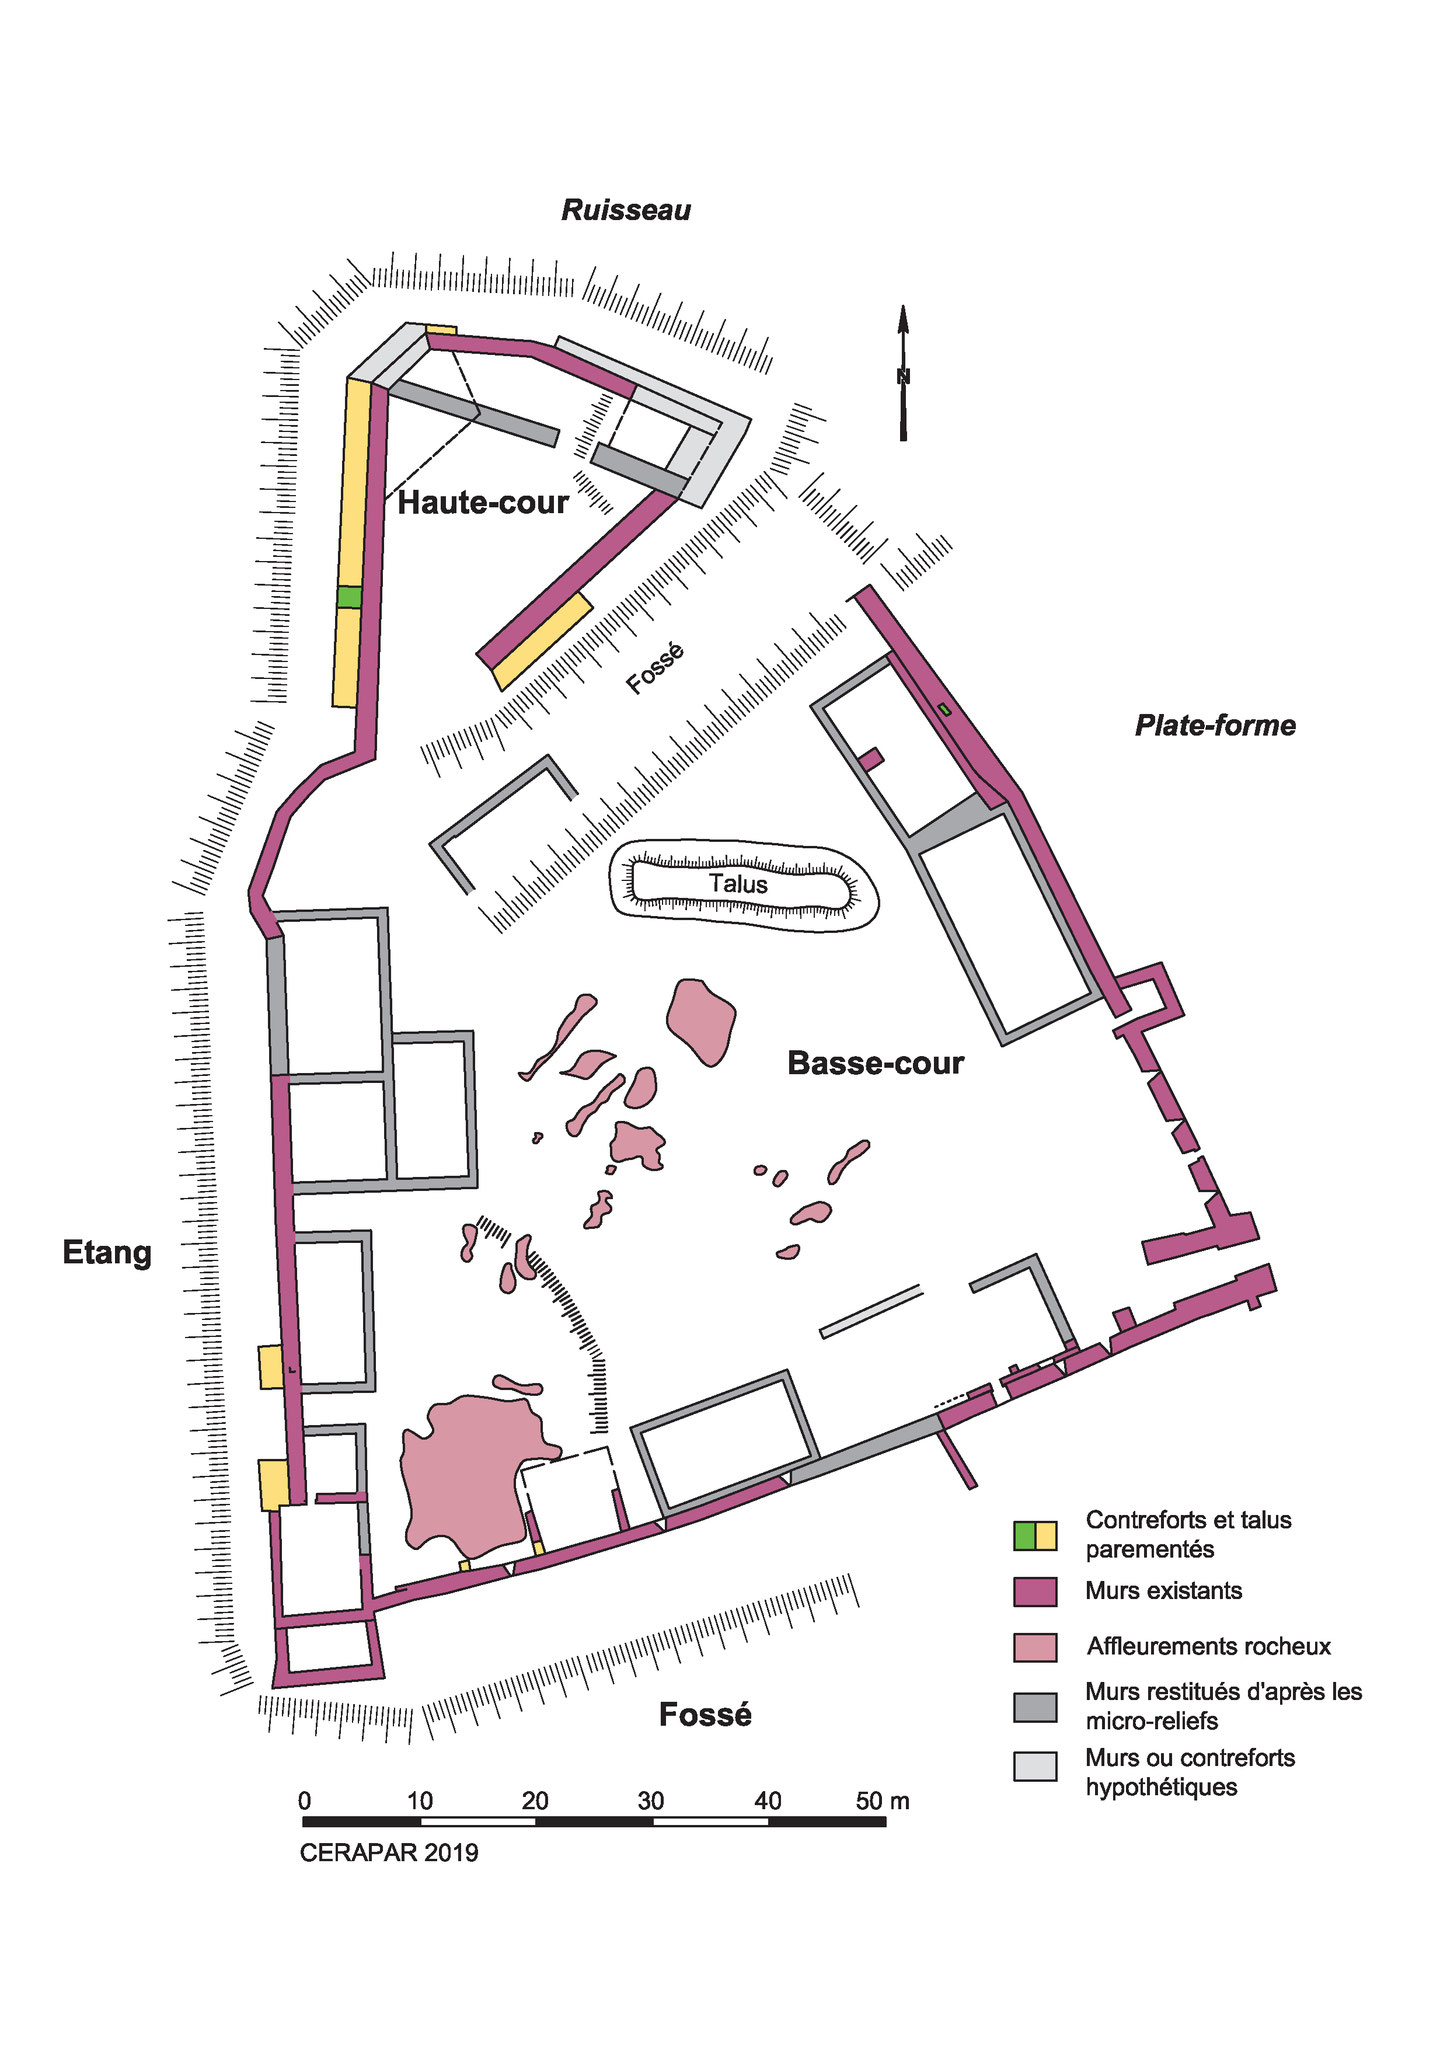 Ruisseau
N
Haute-cour
Fossé
Plate-forme
Talus
Basse-cour
Etang
Contreforts et talus
parementés
Murs existants
Affleurements rocheux
Murs restitués d'après les
micro-reliefs
Fossé
Murs ou contreforts
hypothétiques
0 10 20 30 40 50 m
CERAPAR 2019